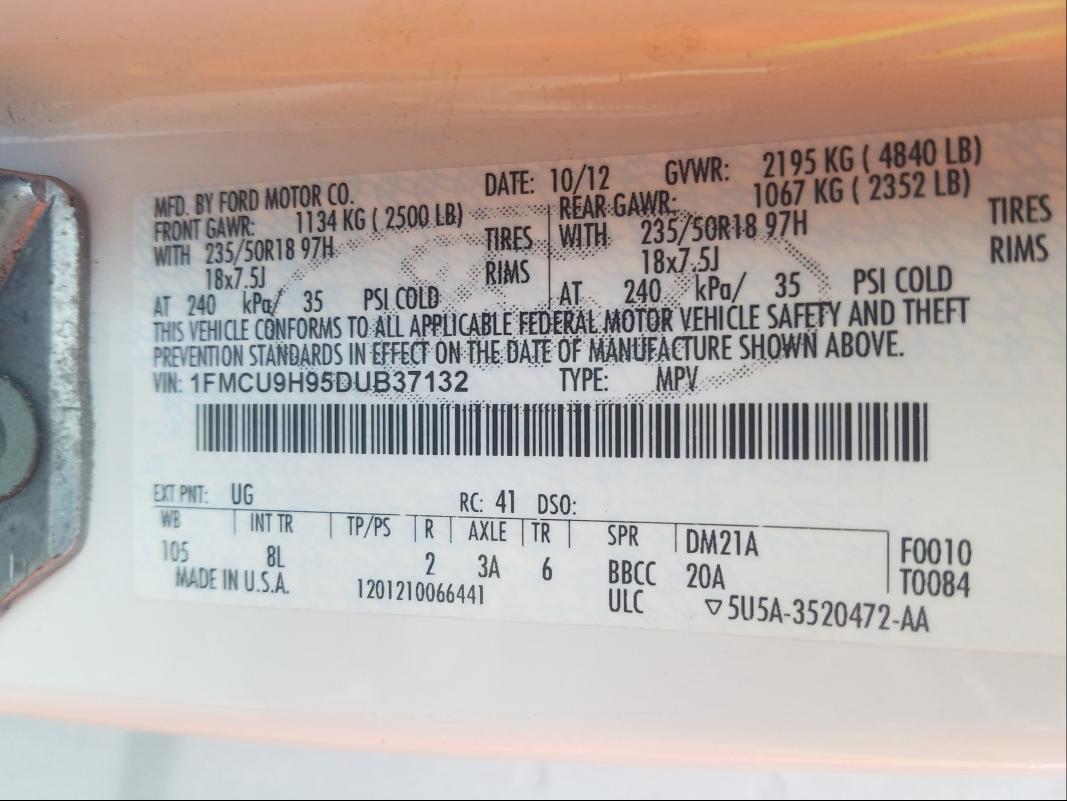 MFD. BY FORD MOTOR CO. DATE: 10/12 GVWR: 2195 KG ( 4840 LB)
FRONT GAWR: 1134 KG ( 2500 LB) REAR GAWR: 1067 KG ( 2352 LB)
WITH 235/50R18 97H TIRES WITH 235/50R18 97H TIRES
18x7.5J RIMS 18x7.5J RIMS
AT 240 kPa/ 35 PSI COLD AT 240 kPa/ 35 PSI COLD
THIS VEHICLE CONFORMS TO ALL APPLICABLE FEDERAL MOTOR VEHICLE SAFETY AND THEFT
PREVENTION STANDARDS IN EFFECT ON THE DATE OF MANUFACTURE SHOWN ABOVE.
VIN: 1FMCU9H95DUB37132 TYPE: MPV
EXT PNT: UG RC: 41 DSO:
WB INT TR TP/PS R AXLE TR SPR DM21A F0010
105 8L 2 3A 6 BBCC 20A T0084
MADE IN U.S.A. 1201210066441 ULC ▽5U5A-3520472-AA